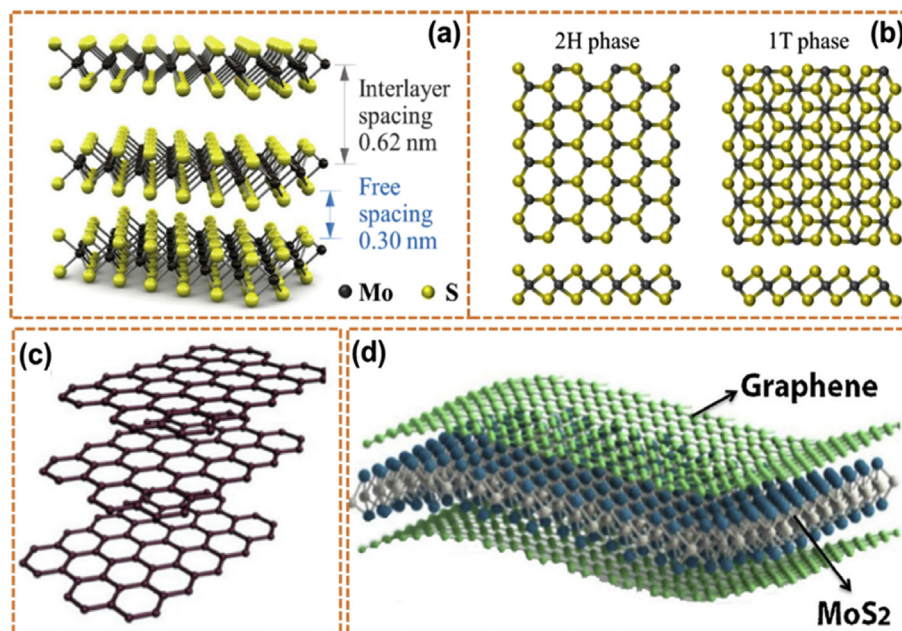 (a)
Interlayer
spacing
0.62 nm
Free
spacing
0.30 nm
Mo
S
(b)
2H phase
1T phase
(c)
(d)
Graphene
MoS2